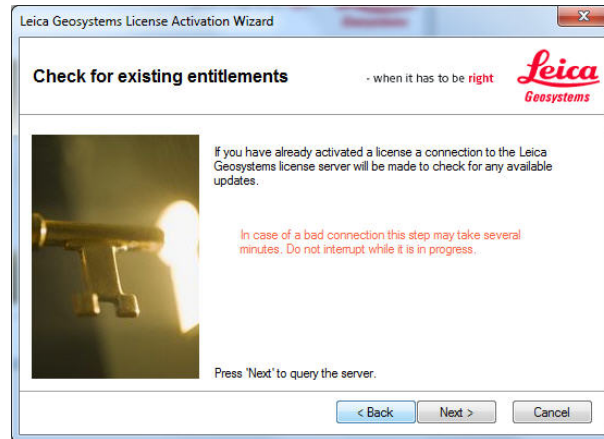 Leica Geosystems License Activation Wizard
Check for existing entitlements
- when it has to be right
Leica
Geosystems
If you have already activated a license a connection to the Leica
Geosystems license server will be made to check for any available
updates.
In case of a bad connection this step may take several
minutes. Do not interrupt while it is in progress.
Press 'Next' to query the server.
< Back
Next >
Cancel